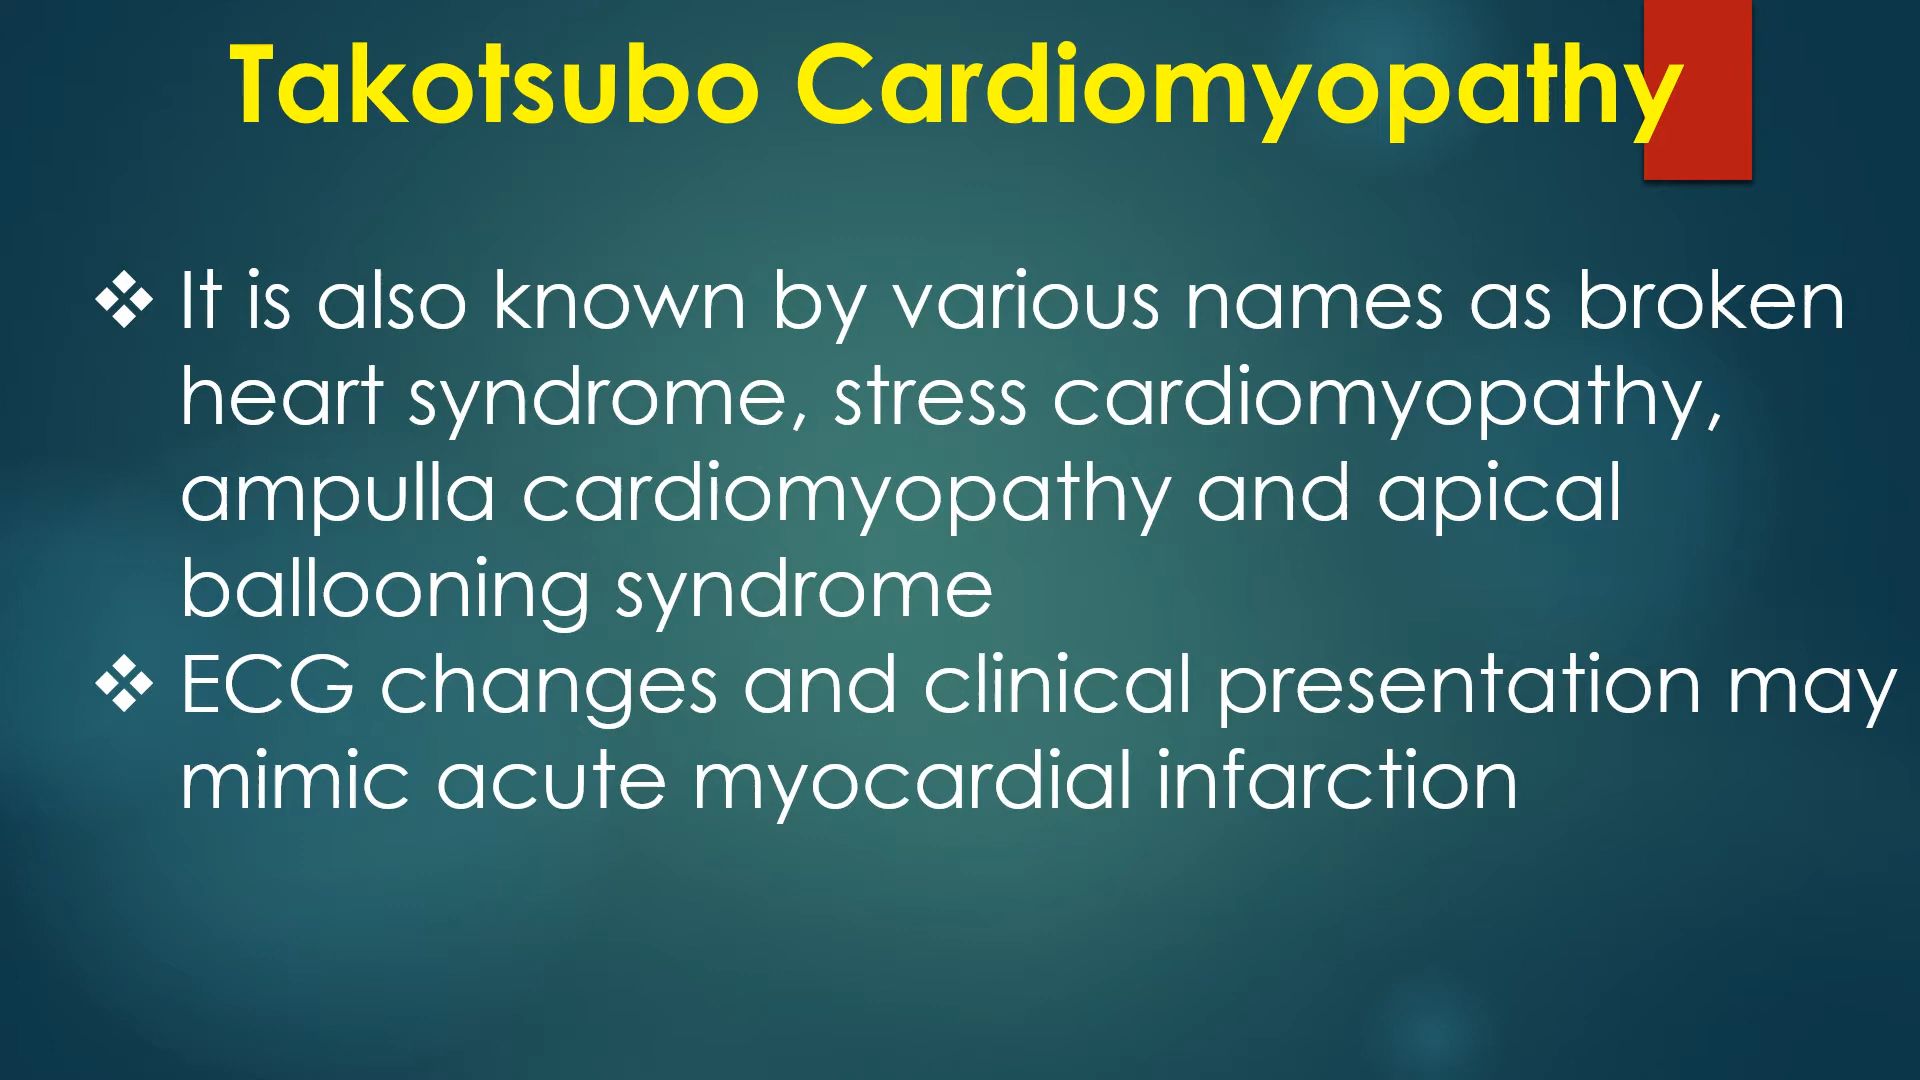 Takotsubo Cardiomyopathy
❖ It is also known by various names as broken
heart syndrome, stress cardiomyopathy,
ampulla cardiomyopathy and apical
ballooning syndrome
❖ ECG changes and clinical presentation may
mimic acute myocardial infarction